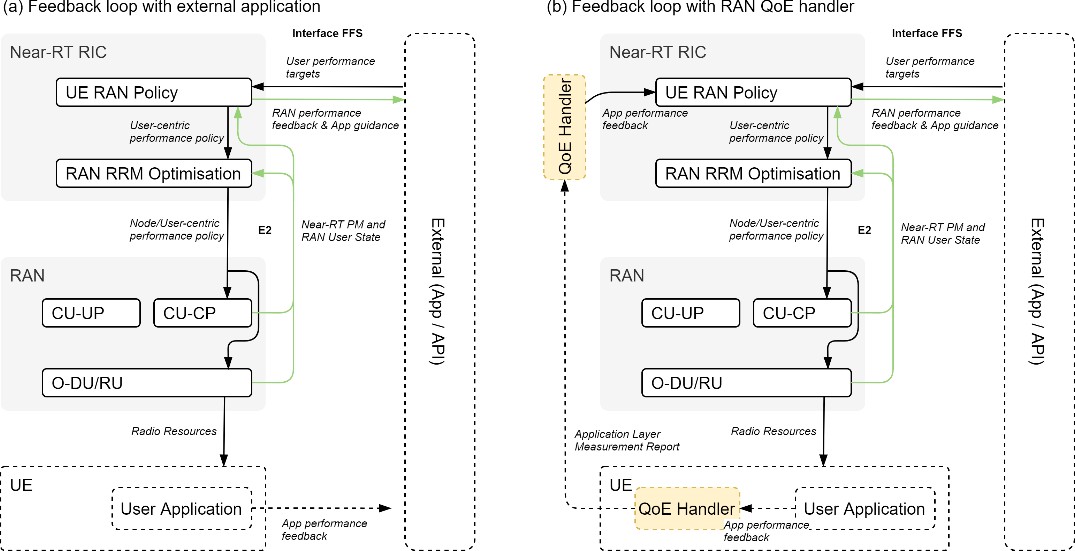 (a) Feedback loop with external application
Interface FFS
Near-RT RIC
User performance
targets
UE RAN Policy
RAN performance
feedback & App guidance
User-centric
performance policy
RAN RRM Optimisation
Node/User-centric
performance policy
E2
Near-RT PM and
RAN User State
External (App / API)
RAN
CU-UP
CU-CP
O-DU/RU
Radio Resources
UE
User Application
App performance
feedback
(b) Feedback loop with RAN QoE handler
Interface FFS
Near-RT RIC
User performance
targets
QoE Handler
UE RAN Policy
App performance
feedback
RAN performance
feedback & App guidance
User-centric
performance policy
RAN RRM Optimisation
Node/User-centric
performance policy
E2
Near-RT PM and
RAN User State
External (App / API)
RAN
CU-UP
CU-CP
O-DU/RU
Application Layer
Measurement Report
Radio Resources
UE
QoE Handler
User Application
App performance
feedback